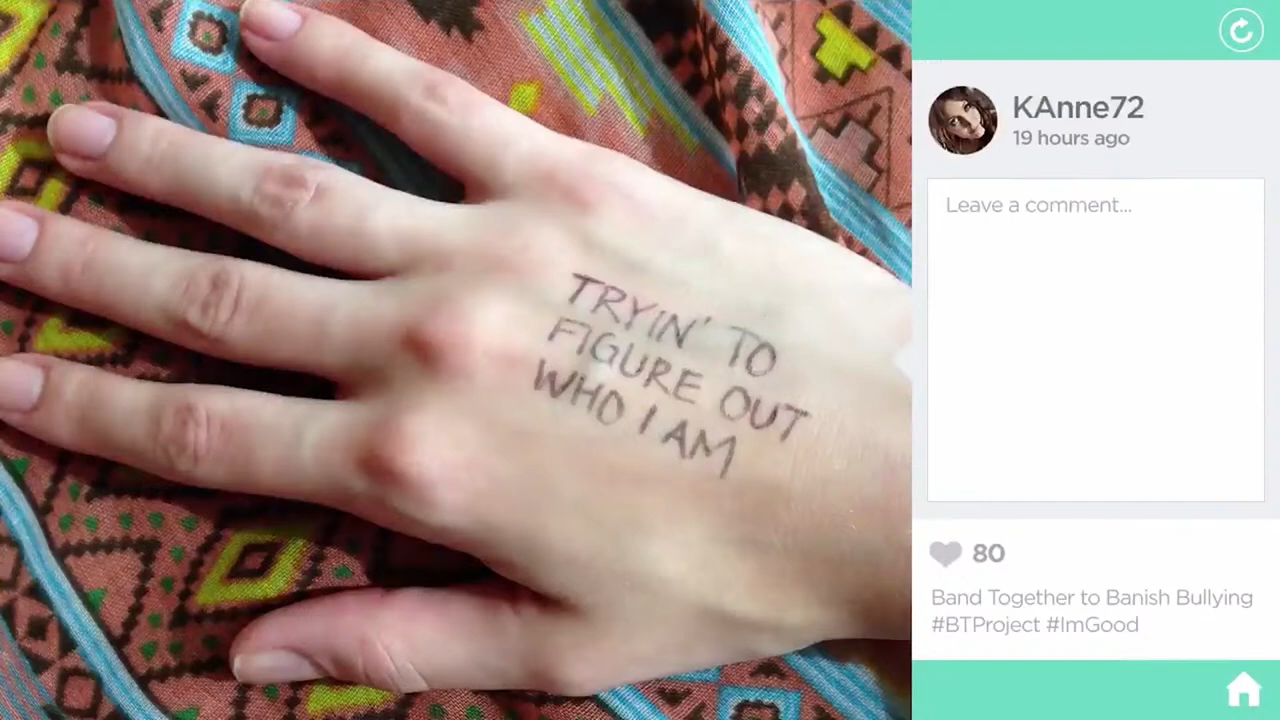 TRYIN' TO
FIGURE OUT
WHO I AM
KAnne72
19 hours ago
Leave a comment...
80
Band Together to Banish Bullying
#BTProject #ImGood